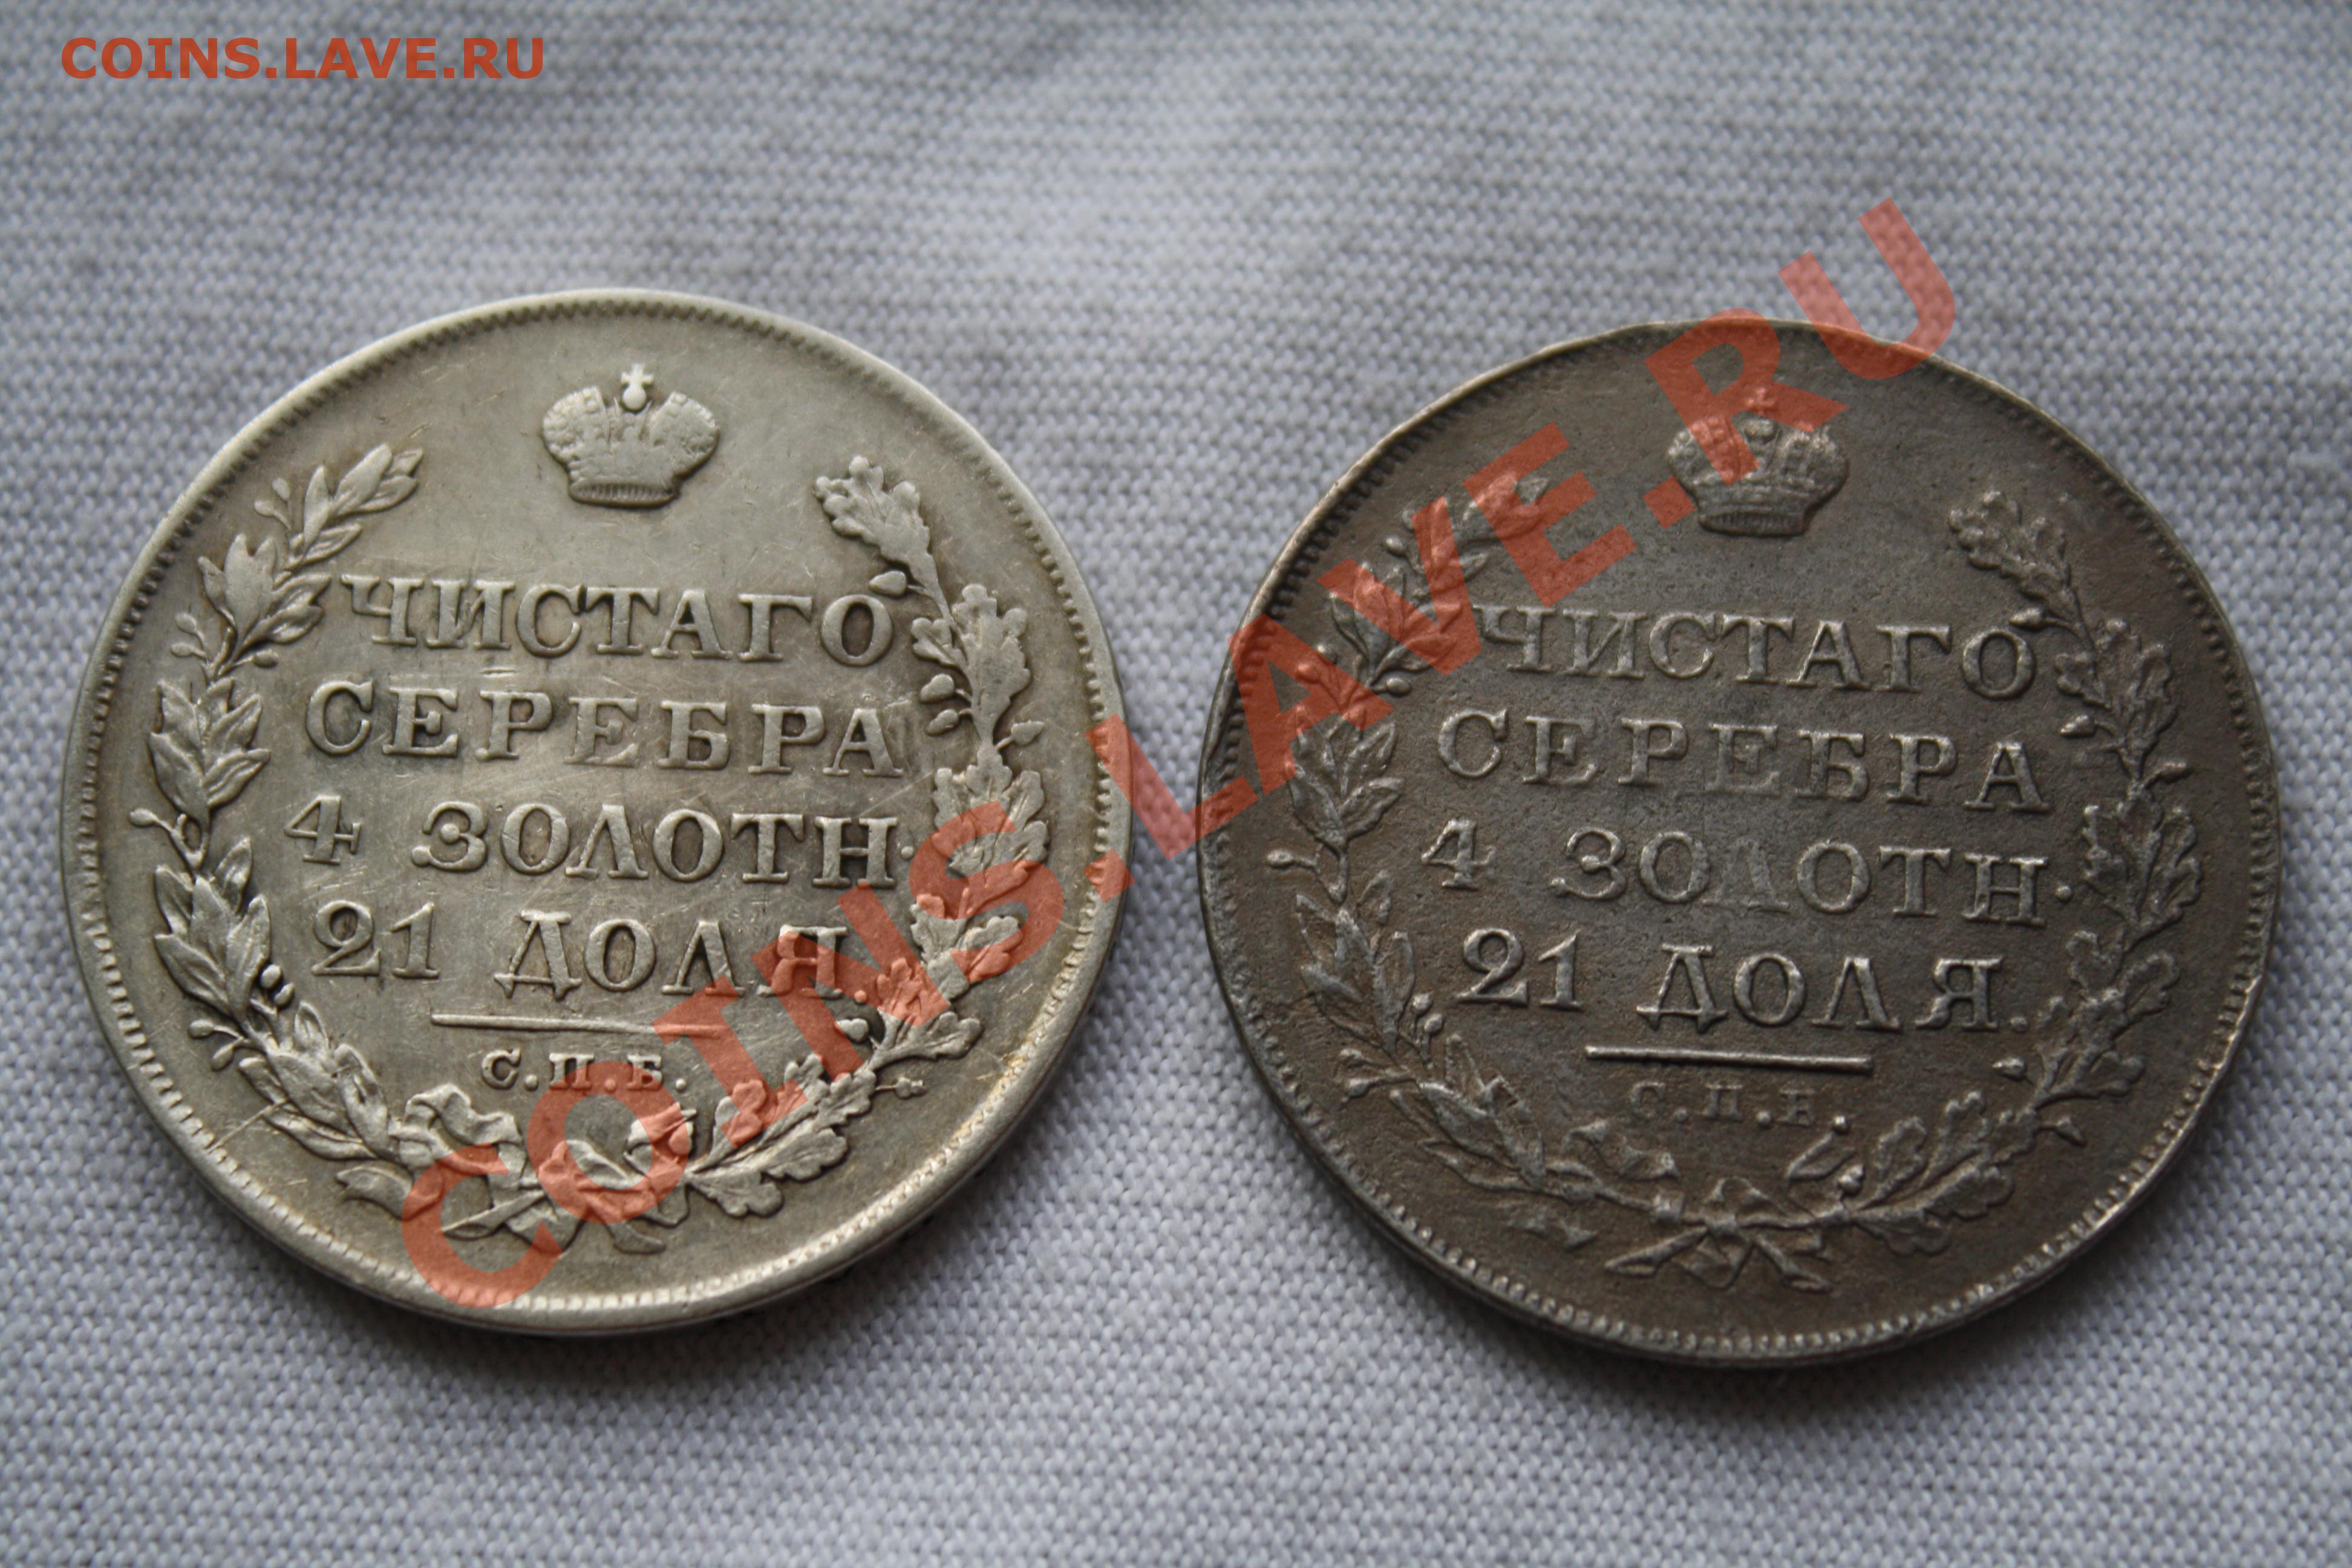 COINS.LAVE.RU
ЧИСТАГО
СЕРЕБРА
4 ЗОЛОТН.
21 ДОЛЯ.
С.П.Б.
ЧИСТАГО
СЕРЕБРА
4 ЗОЛОТН.
21 ДОЛЯ.
С.П.Б.
COINS.LAVE.RU